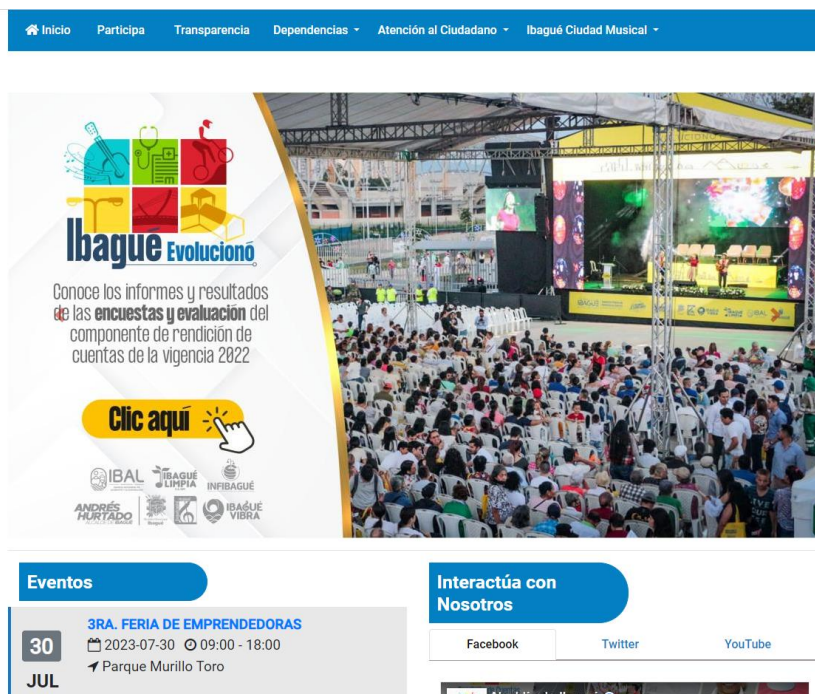 Inicio Participa Transparencia Dependencias Atención al Ciudadano Ibagué Ciudad Musical
Ibagué Evolucionó
Conoce los informes y resultados
de las encuestas y evaluación del
componente de rendición de
cuentas de la vigencia 2022
Clic aquí
IBAL IBAGUÉ LIMPIA INFIBAGUÉ
ANDRÉS HURTADO IBAGUÉ VIBRA
Eventos
3RA. FERIA DE EMPRENDEDORAS
30 2023-07-30 09:00 - 18:00
JUL Parque Murillo Toro
Interactúa con
Nosotros
Facebook Twitter YouTube